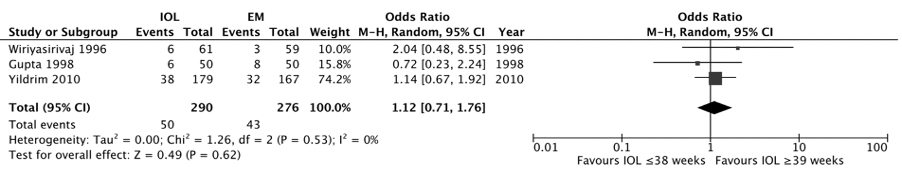 IOL EM Odds Ratio Odds Ratio
Study or Subgroup Events Total Events Total Weight M-H, Random, 95% CI Year M-H, Random, 95% CI
Wiriyasirivaj 1996 6 61 3 59 10.0% 2.04 [0.48, 8.55] 1996
Gupta 1998 6 50 8 50 15.8% 0.72 [0.23, 2.24] 1998
Yildrim 2010 38 179 32 167 74.2% 1.14 [0.67, 1.92] 2010
Total (95% CI) 290 276 100.0% 1.12 [0.71, 1.76]
Total events 50 43
Heterogeneity: Tau² = 0.00; Chi² = 1.26, df = 2 (P = 0.53); I² = 0%
Test for overall effect: Z = 0.49 (P = 0.62)
0.01 0.1 1 10 100
Favours IOL ≤38 weeks Favours IOL ≥39 weeks